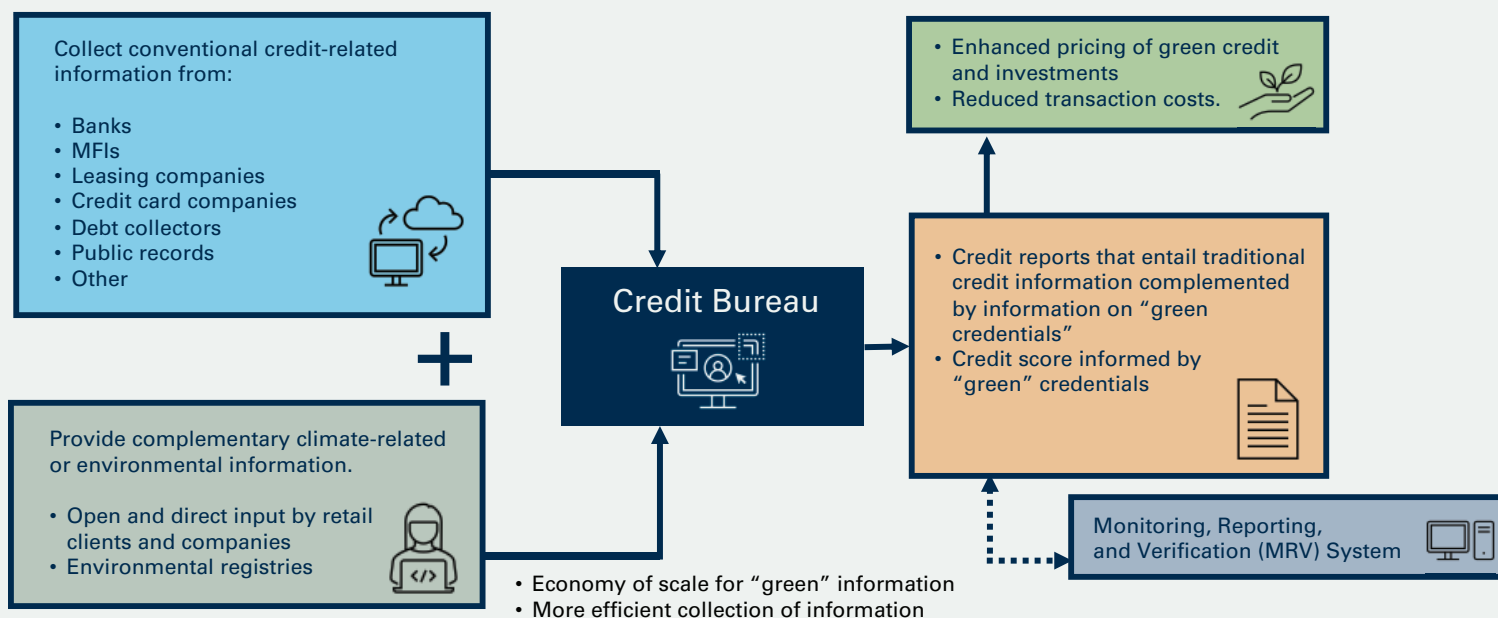 Collect conventional credit-related
information from:
• Banks
• MFIs
• Leasing companies
• Credit card companies
• Debt collectors
• Public records
• Other
+
Provide complementary climate-related
or environmental information.
• Open and direct input by retail
clients and companies
• Environmental registries
</>
• Economy of scale for “green” information
• More efficient collection of information
Credit Bureau
• Enhanced pricing of green credit
and investments
• Reduced transaction costs.
• Credit reports that entail traditional
credit information complemented
by information on “green
credentials”
• Credit score informed by
“green” credentials
Monitoring, Reporting,
and Verification (MRV) System